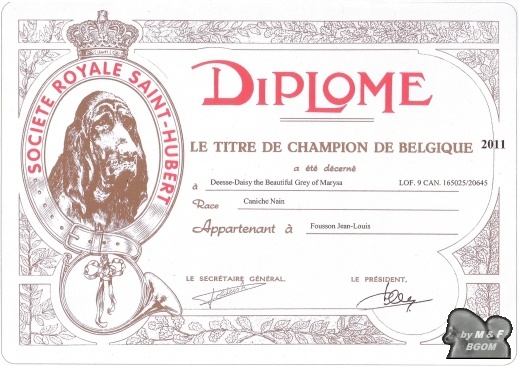 SOCIETE ROYALE SAINT-HUBERT
DIPLOME
LE TITRE DE CHAMPION DE BELGIQUE 2011
a été décerné
à Deesse-Daisy the Beautiful Grey of Marysa LOF. 9 CAN. 165025/20645
Race Caniche Nain
Appartenant à Fousson Jean-Louis
LE SECRÉTAIRE GÉNÉRAL, LE PRÉSIDENT,
by M & F
BGOM